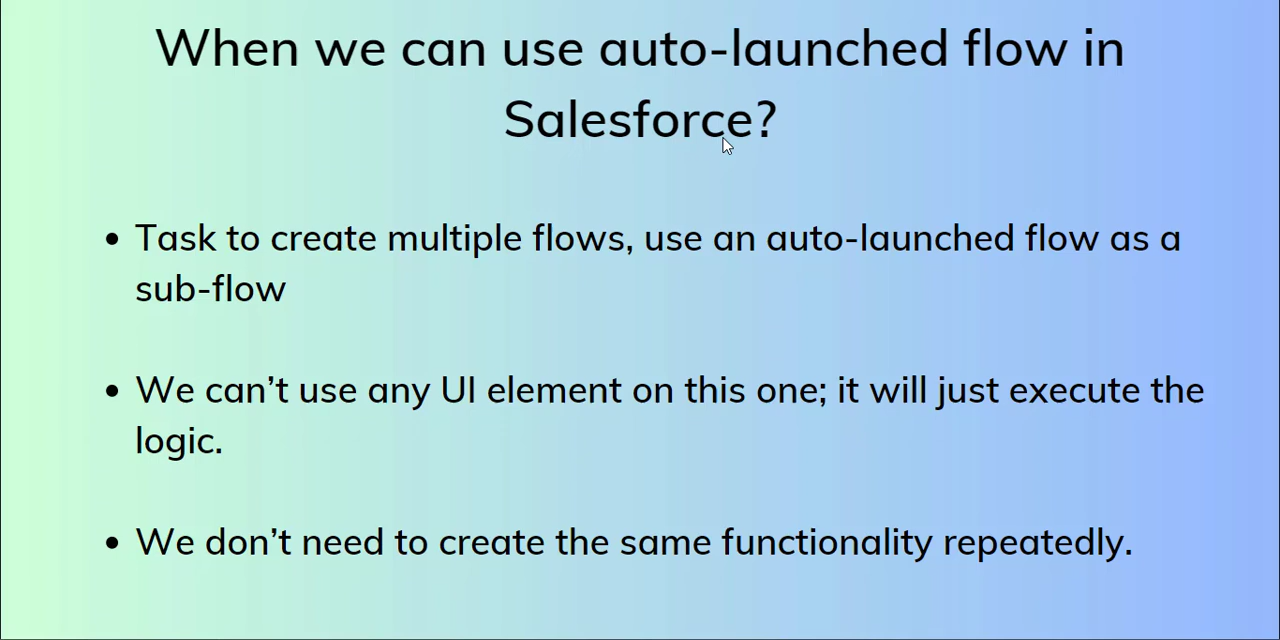 When we can use auto-launched flow in
Salesforce?
• Task to create multiple flows, use an auto-launched flow as a
sub-flow
• We can’t use any UI element on this one; it will just execute the
logic.
• We don’t need to create the same functionality repeatedly.